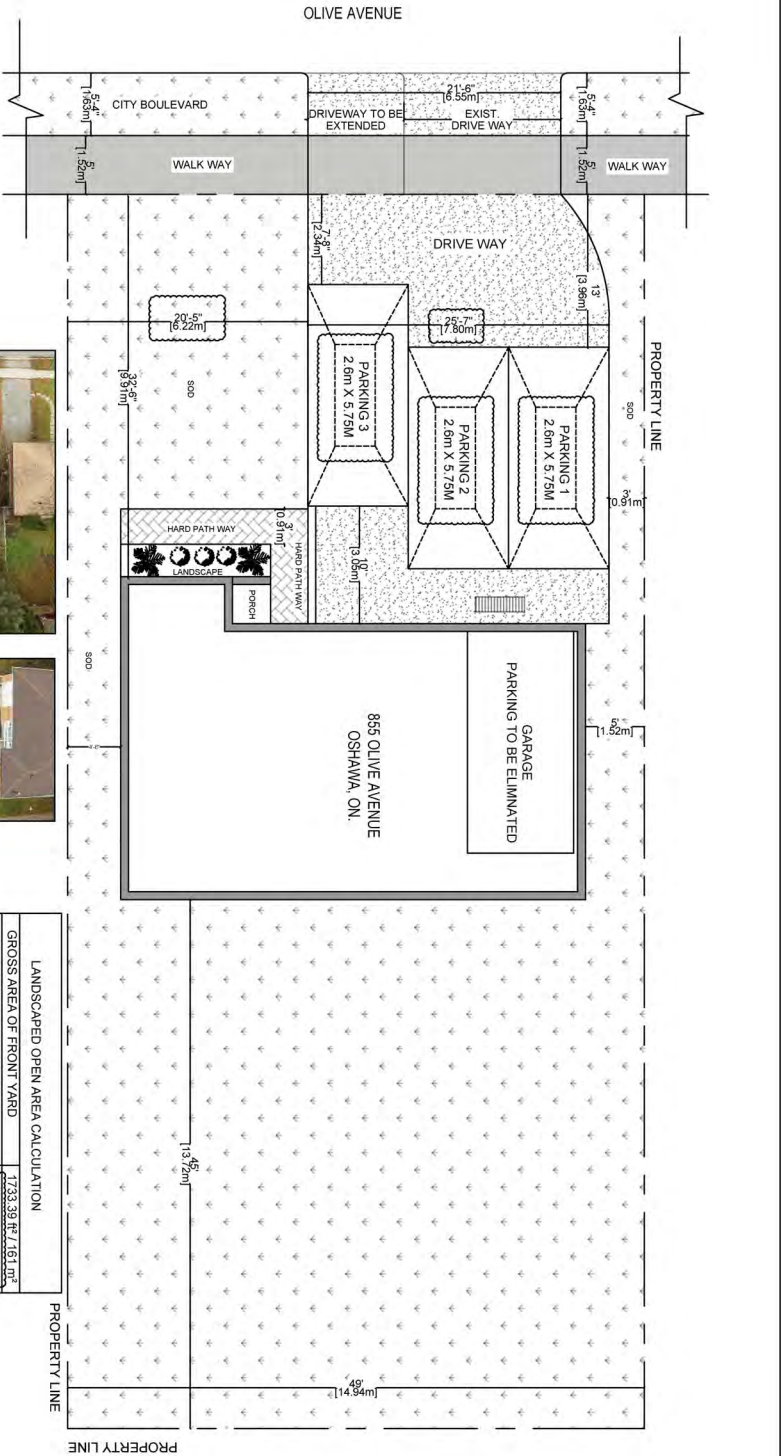 OLIVE AVENUE
5'-4"
[1.63m]
CITY BOULEVARD
21'-6"
[6.55m]
DRIVEWAY TO BE
EXTENDED
EXIST.
DRIVE WAY
5'-4"
[1.63m]
5'
[1.52m]
WALK WAY
5'
[1.52m]
WALK WAY
7'-8"
[2.34m]
DRIVE WAY
13'
[3.96m]
20'-5"
[6.22m]
25'-7"
[7.80m]
32'-6"
[9.91m]
SOD
PARKING 3
2.6m X 5.75M
PARKING 2
2.6m X 5.75M
PARKING 1
2.6m X 5.75M
SOD
PROPERTY LINE
3'
[0.91m]
HARD PATH WAY
3'
[0.91m]
HARD PATH WAY
10'
[3.05m]
LANDSCAPE
PORCH
SOD
855 OLIVE AVENUE
OSHAWA, ON.
GARAGE
PARKING TO BE ELIMNATED
5'
[1.52m]
45'
[13.72m]
49'
[14.94m]
LANDSCAPED OPEN AREA CALCULATION
GROSS AREA OF FRONT YARD
1733.39 ft² / 161 m²
PROPERTY LINE
PROPERTY LINE